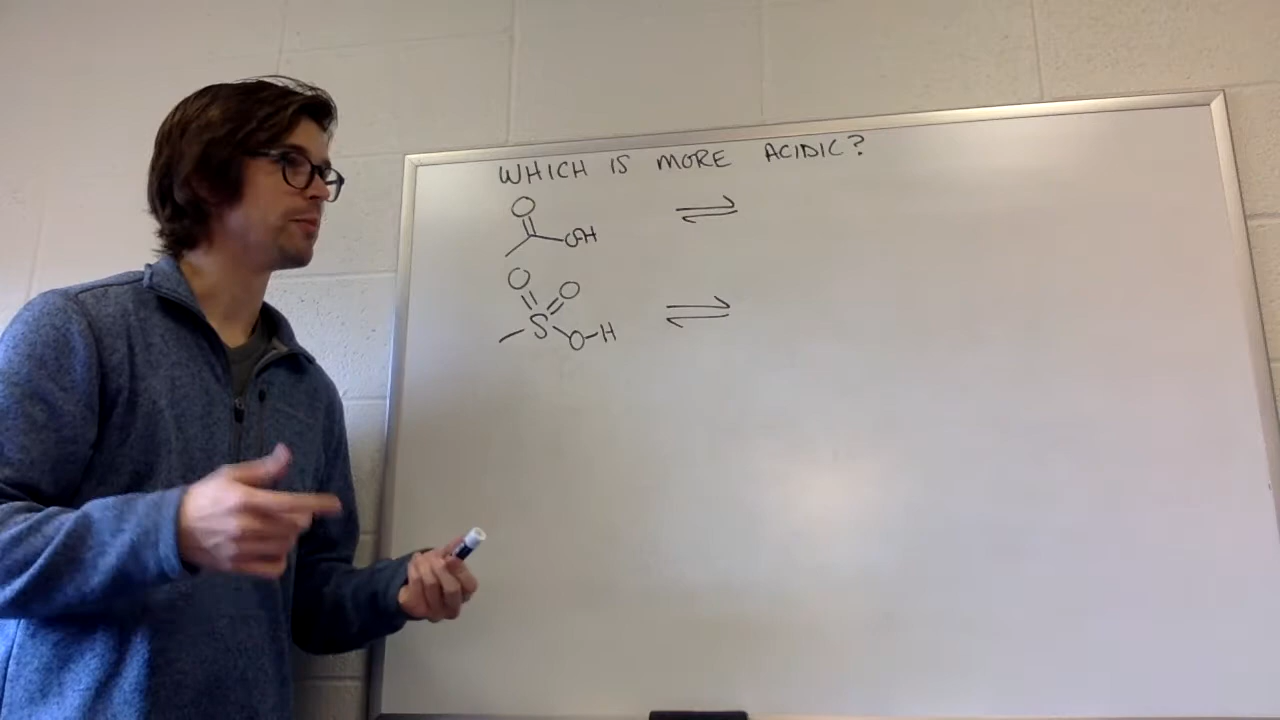 WHICH IS MORE ACIDIC?
O
OH
O O
S
O-H